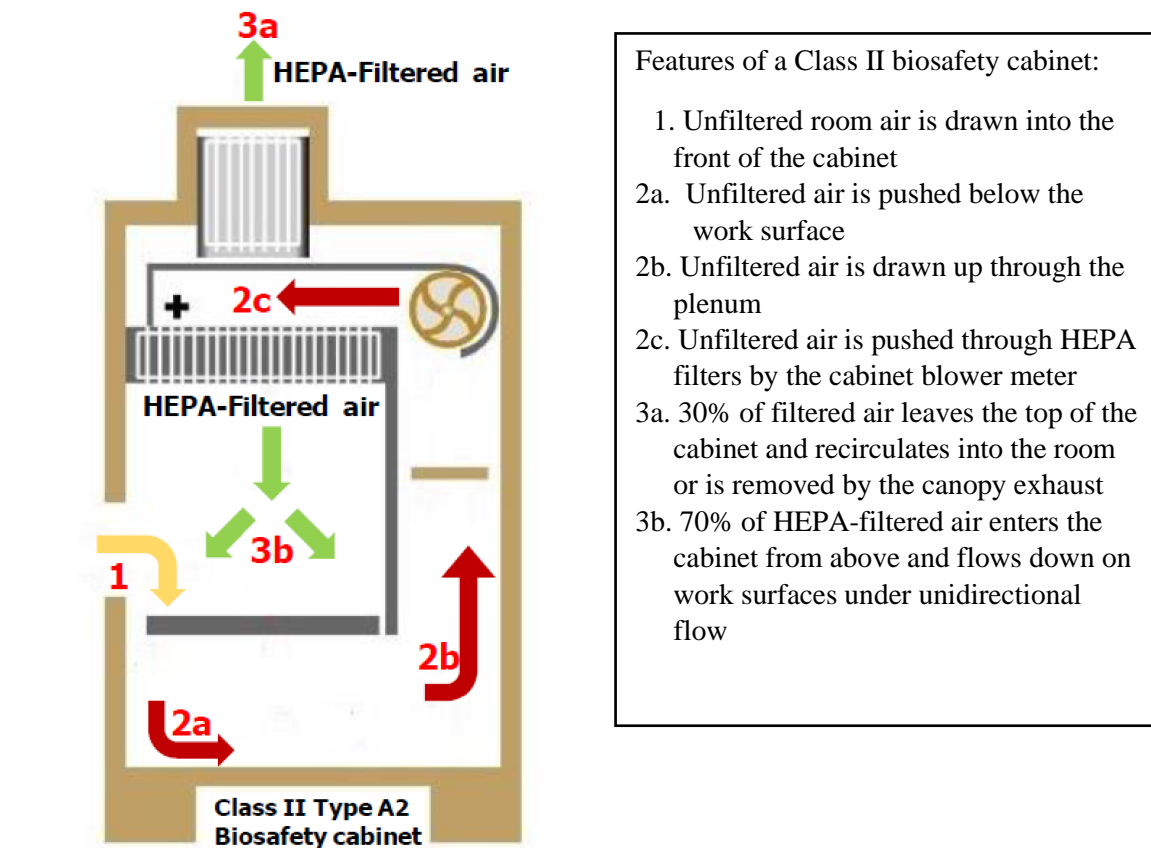 3a
HEPA-Filtered air
2c
+
HEPA-Filtered air
3b
1
2b
2a
Class II Type A2
Biosafety cabinet
Features of a Class II biosafety cabinet:
1. Unfiltered room air is drawn into the
front of the cabinet
2a. Unfiltered air is pushed below the
work surface
2b. Unfiltered air is drawn up through the
plenum
2c. Unfiltered air is pushed through HEPA
filters by the cabinet blower meter
3a. 30% of filtered air leaves the top of the
cabinet and recirculates into the room
or is removed by the canopy exhaust
3b. 70% of HEPA-filtered air enters the
cabinet from above and flows down on
work surfaces under unidirectional
flow